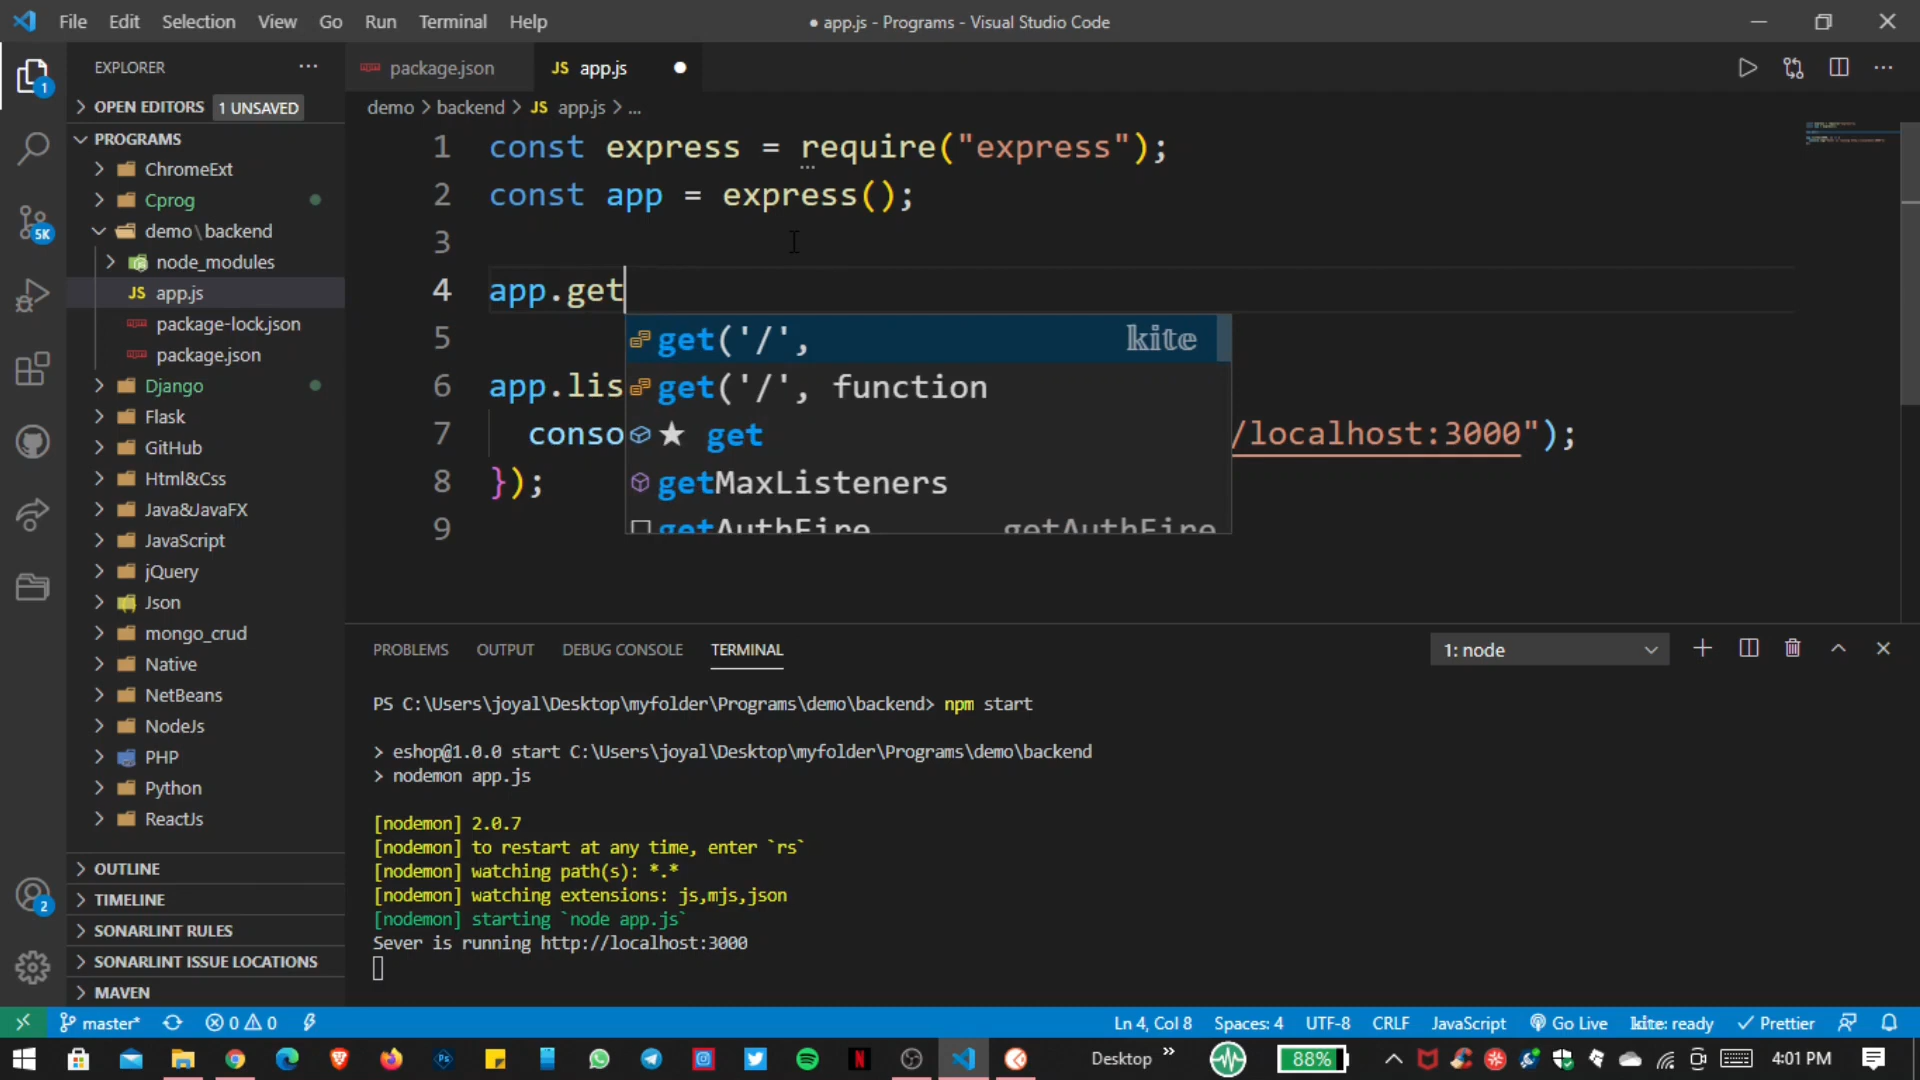 File Edit Selection View Go Run Terminal Help
● app.js - Programs - Visual Studio Code
EXPLORER
package.json
JS app.js
OPEN EDITORS 1 UNSAVED
demo > backend > JS app.js > ...
PROGRAMS
ChromeExt
Cprog
demo\backend
node_modules
JS app.js
package-lock.json
package.json
Django
Flask
GitHub
Html&Css
Java&JavaFX
JavaScript
jQuery
Json
mongo_crud
Native
NetBeans
NodeJs
PHP
Python
ReactJs
OUTLINE
TIMELINE
SONARLINT RULES
SONARLINT ISSUE LOCATIONS
MAVEN
1
5K
2
1 const express = require("express");
2 const app = express();
3
4 app.get
5
6 app.lis
7 conso /localhost:3000");
8 });
9
get('/', kite
get('/', function
★ get
getMaxListeners
getAuthFire getAuthFire
PROBLEMS OUTPUT DEBUG CONSOLE TERMINAL
1: node
PS C:\Users\joyal\Desktop\myfolder\Programs\demo\backend> npm start
> eshop@1.0.0 start C:\Users\joyal\Desktop\myfolder\Programs\demo\backend
> nodemon app.js
[nodemon] 2.0.7
[nodemon] to restart at any time, enter `rs`
[nodemon] watching path(s): *.*
[nodemon] watching extensions: js,mjs,json
[nodemon] starting `node app.js`
Sever is running http://localhost:3000
master* 0 0
Ln 4, Col 8 Spaces: 4 UTF-8 CRLF JavaScript Go Live kite: ready Prettier
Desktop
88%
4:01 PM